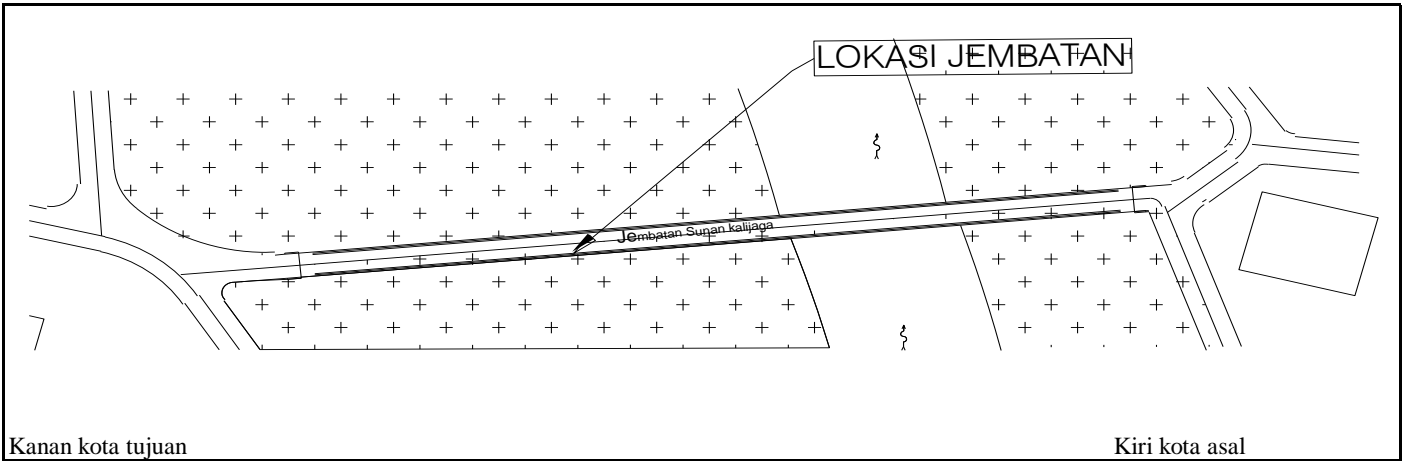 LOKASI JEMBATAN
Jembatan Sunan kalijaga
Kanan kota tujuan
Kiri kota asal